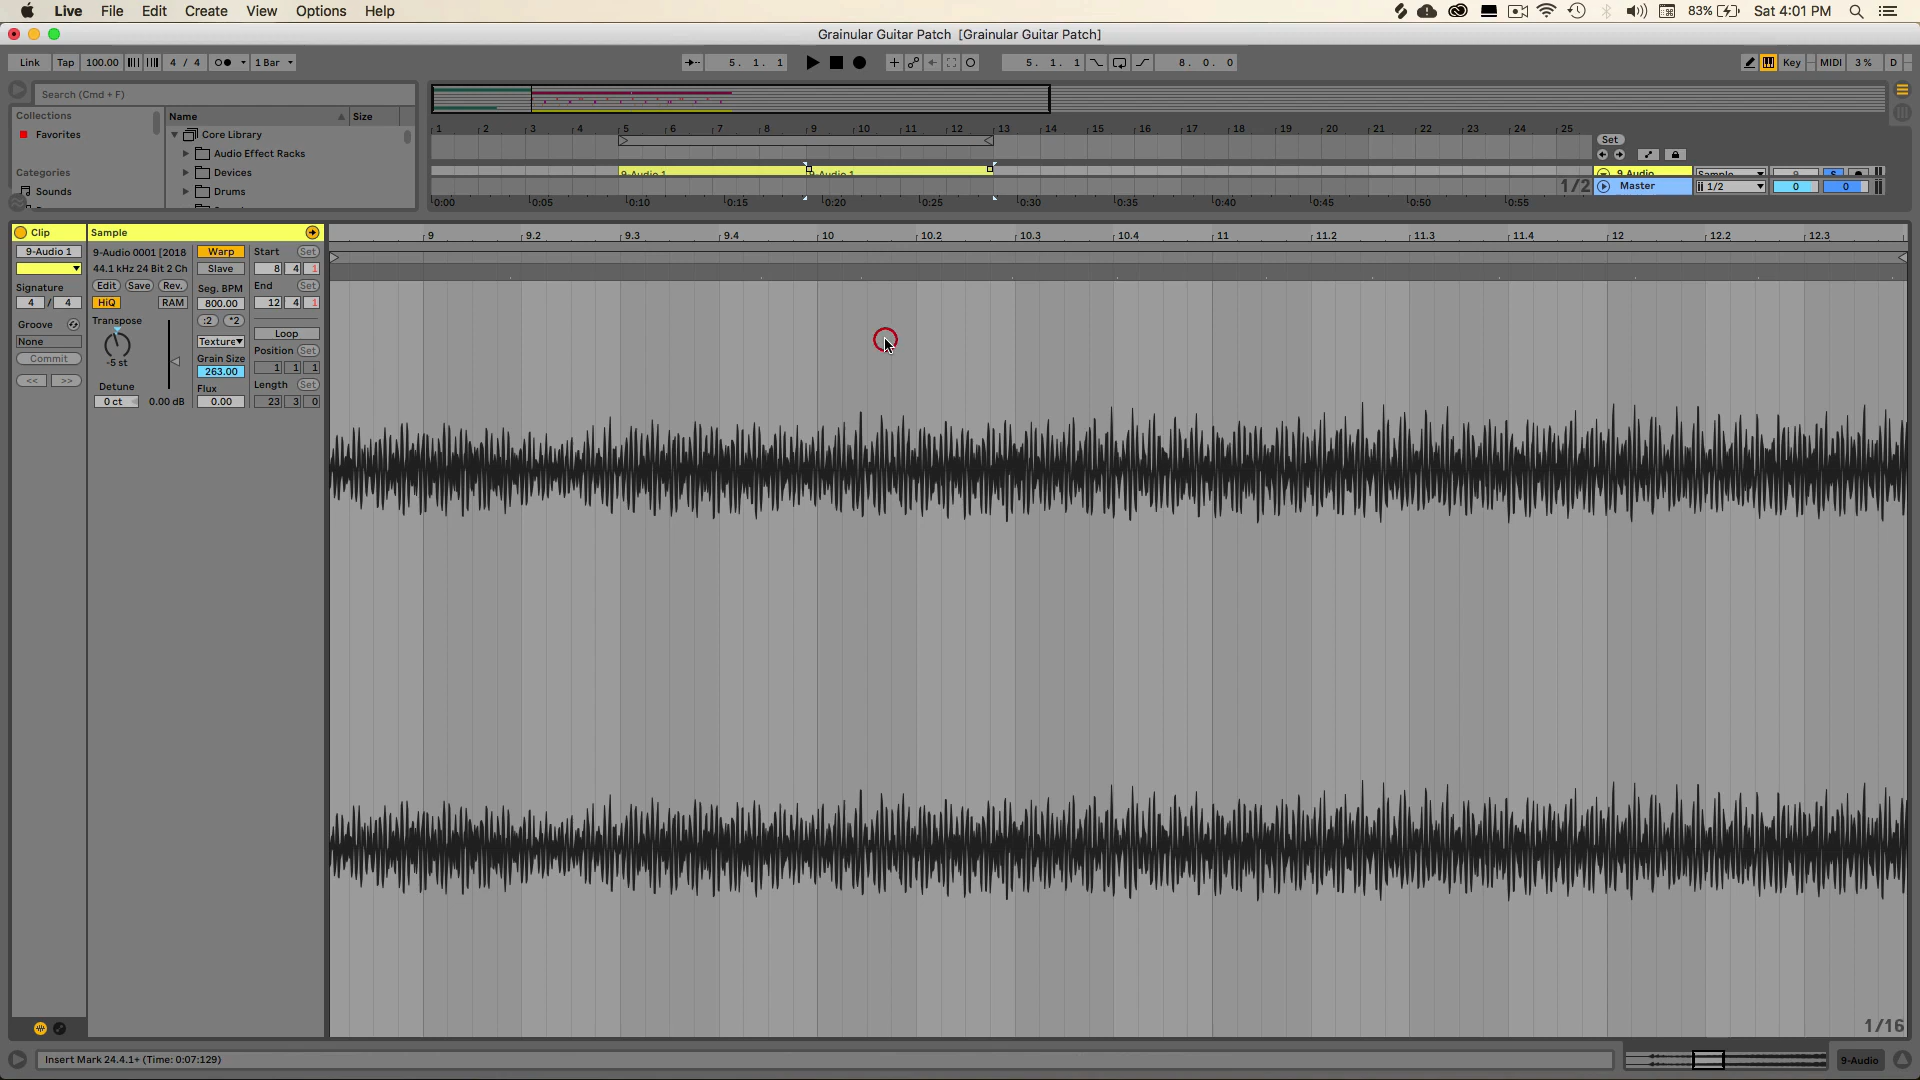 Live File Edit Create View Options Help
83% Sat 4:01 PM
Grainular Guitar Patch [Grainular Guitar Patch]
Link Tap 100.00 4 / 4 1 Bar 5. 1. 1 5. 1. 1 8. 0. 0 Key MIDI 3 % D
Search (Cmd + F)
Collections
Favorites
Categories
Sounds
Name Size
Core Library
Audio Effect Racks
Devices
Drums
1 2 3 4 5 6 7 8 9 10 11 12 13 14 15 16 17 18 19 20 21 22 23 24 25
Set
9-Audio 1 9-Audio 1
9 Audio Sample 9 S
1/2 Master 1/2 0 0
0:00 0:05 0:10 0:15 0:20 0:25 0:30 0:35 0:40 0:45 0:50 0:55
Clip
9-Audio 1
Signature
4 / 4
Groove
None
Commit
<< >>
Sample
9-Audio 0001 [2018
44.1 kHz 24 Bit 2 Ch
Edit Save Rev.
HiQ RAM
Transpose
-5 st
Detune
0 ct 0.00 dB
Warp
Slave
Seg. BPM
800.00
:2 *2
Texture
Grain Size
263.00
Flux
0.00
Start Set
8 4 1
End Set
12 4 1
Loop
Position Set
1 1 1
Length Set
23 3 0
9 9.2 9.3 9.4 10 10.2 10.3 10.4 11 11.2 11.3 11.4 12 12.2 12.3
1/16
Insert Mark 24.4.1+ (Time: 0:07:129)
9-Audio